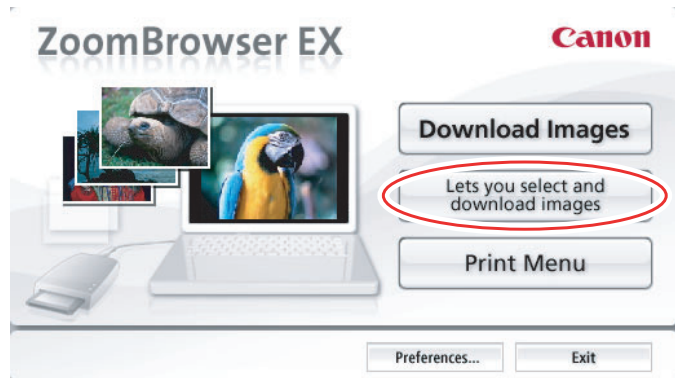 ZoomBrowser EX
Canon
Download Images
Lets you select and
download images
Print Menu
Preferences...
Exit